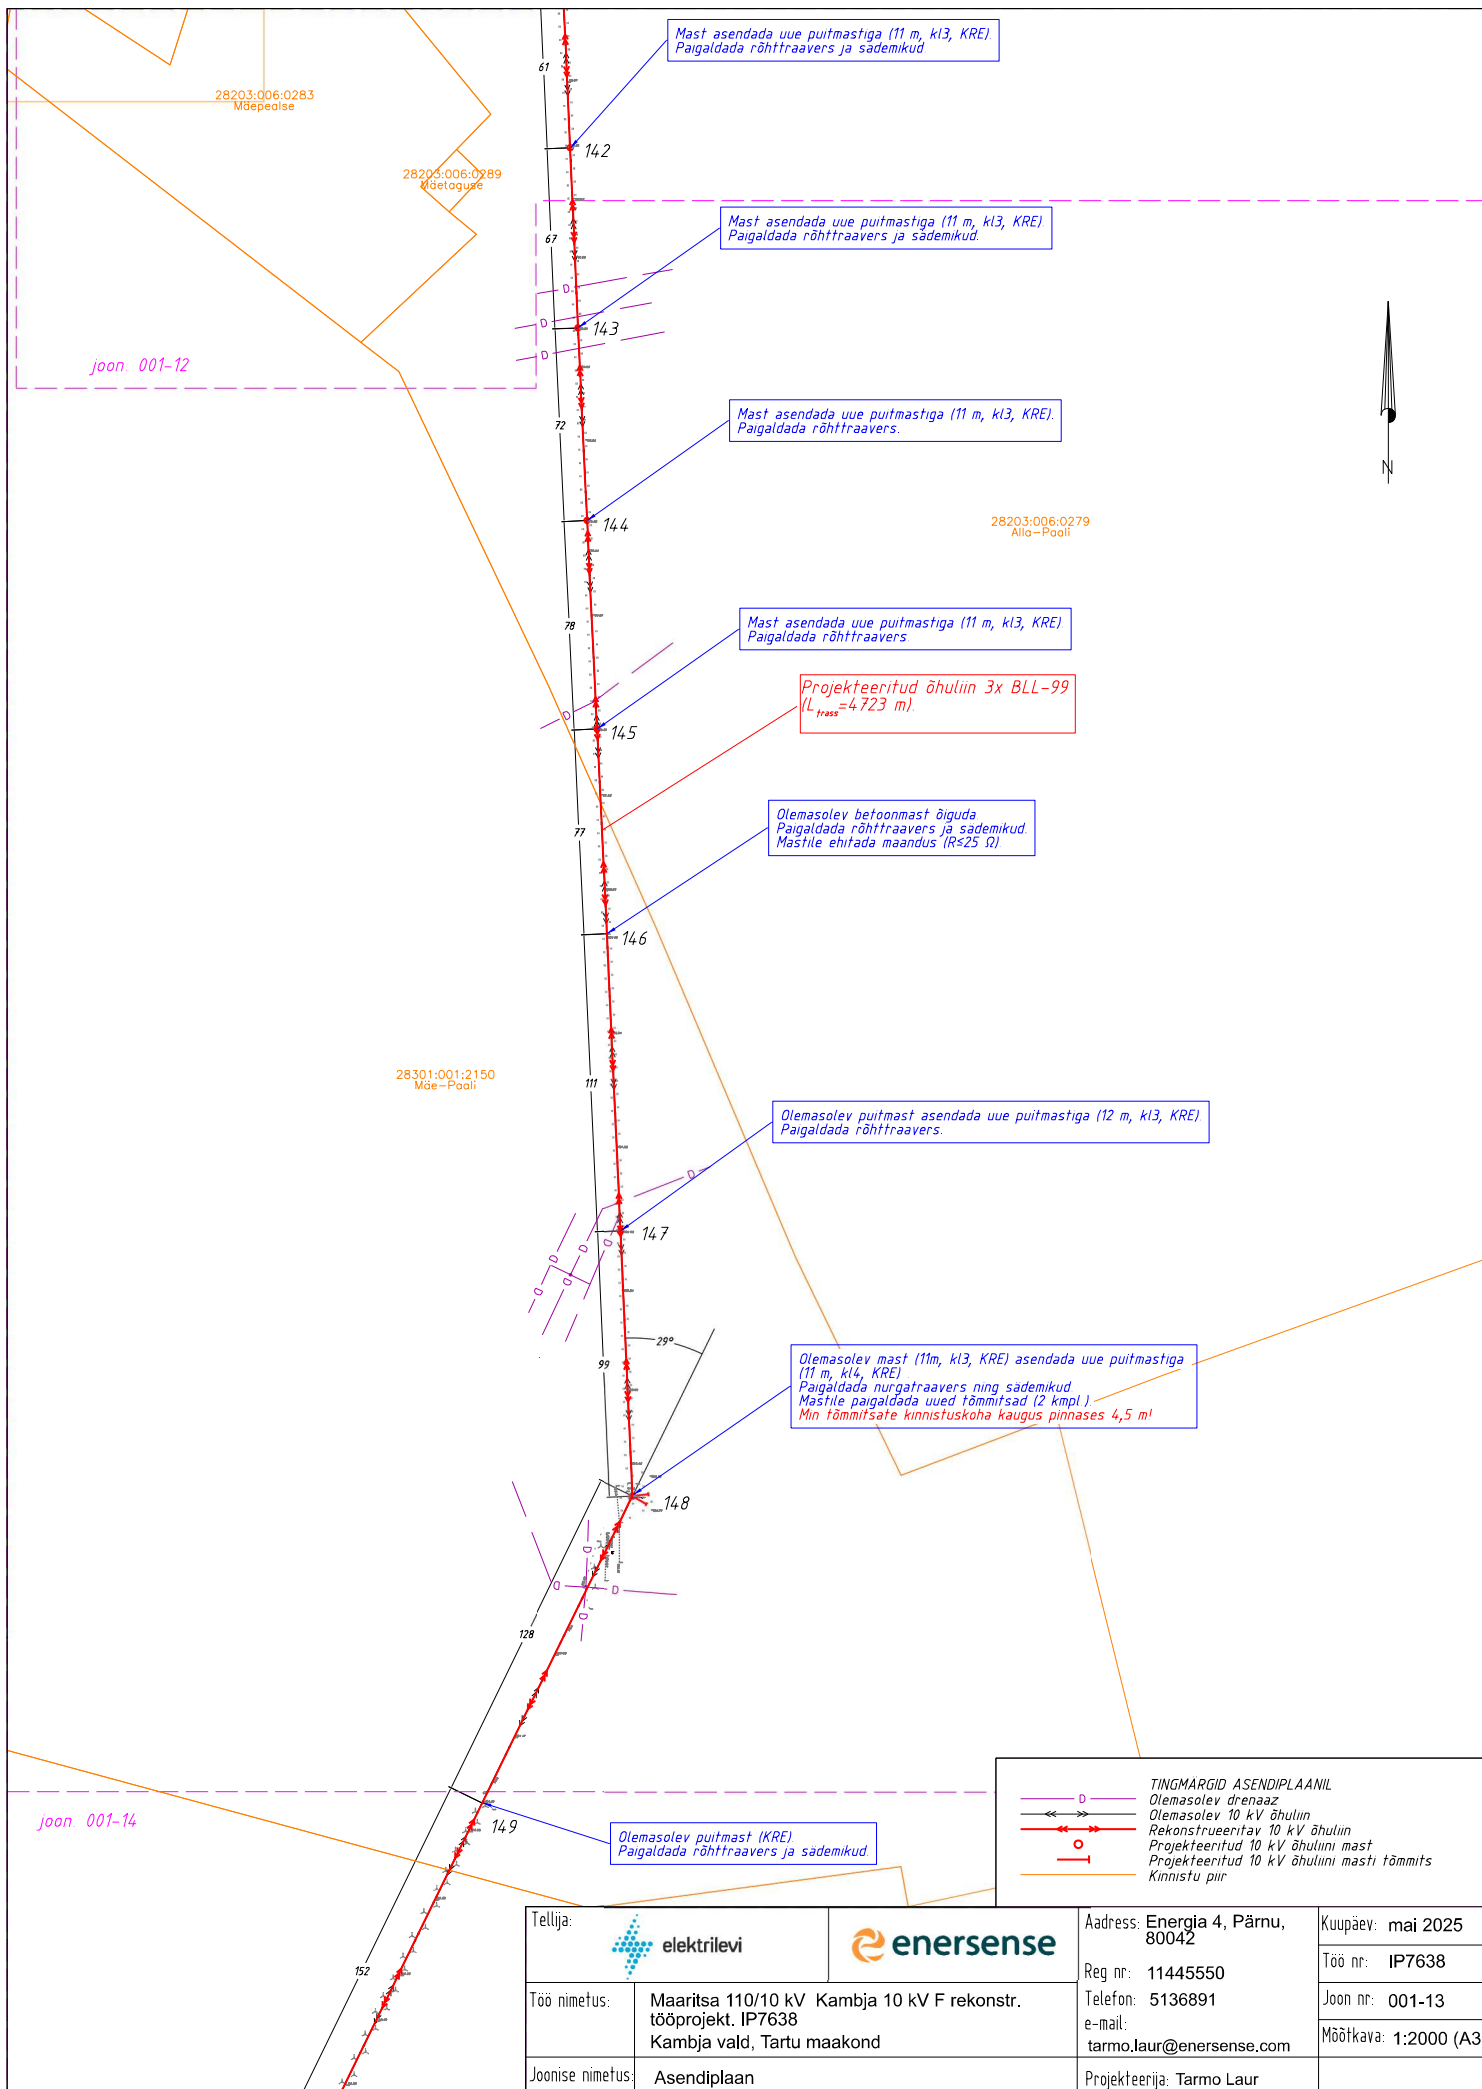 61
Mast asendada uue puitmastiga (11 m, kl3, KRE).
Paigaldada rõhttraavers ja sädemikud
28203:006:0283
Mäepealse
142
28203:006:0289
Mäetaguse
67
Mast asendada uue puitmastiga (11 m, kl3, KRE).
Paigaldada rõhttraavers ja sädemikud.
D
D
143
D
joon. 001-12
72
Mast asendada uue puitmastiga (11 m, kl3, KRE).
Paigaldada rõhttraavers.
N
144
28203:006:0279
Alla-Paali
78
Mast asendada uue puitmastiga (11 m, kl3, KRE)
Paigaldada rõhttraavers
Projekteeritud õhuliin 3x BLL-99
(Ltrass=4723 m).
D
145
77
Olemasolev betoonmast õiguda
Paigaldada rõhttraavers ja sädemikud.
Mastile ehitada maandus (R≤25 Ω)
146
28301:001:2150
Mäe-Paali
111
Olemasolev puitmast asendada uue puitmastiga (12 m, kl3, KRE).
Paigaldada rõhttraavers.
D
147
D
D
D
D
D
29°
99
Olemasolev mast (11m, kl3, KRE) asendada uue puitmastiga
(11 m, kl4, KRE)
Paigaldada nurgatraavers ning sädemikud
Mastile paigaldada uued tõmmitsad (2 kmpl.)
Min tõmmitsate kinnistuskoha kaugus pinnases 4,5 m!
148
D
D
D
D
128
joon 001-14
149
Olemasolev puitmast (KRE)
Paigaldada rõhttraavers ja sädemikud.
152
TINGMÄRGID ASENDIPLAANIL
D
Olemasolev drenaaz
Olemasolev 10 kV õhuliin
Rekonstrueeritav 10 kV õhuliin
Projekteeritud 10 kV õhuliini mast
Projekteeritud 10 kV õhuliini masti tõmmits
Kinnistu piir
Tellija:
elektrilevi
enersense
Aadress: Energia 4, Pärnu,
80042
Reg nr: 11445550
Telefon: 5136891
e-mail:
tarmo.laur@enersense.com
Kuupäev: mai 2025
Töö nr: IP7638
Joon nr: 001-13
Mõõtkava: 1:2000 (A3
Töö nimetus:
Maaritsa 110/10 kV Kambja 10 kV F rekonstr.
tööprojekt. IP7638
Kambja vald, Tartu maakond
Joonise nimetus:
Asendiplaan
Projekteerija: Tarmo Laur